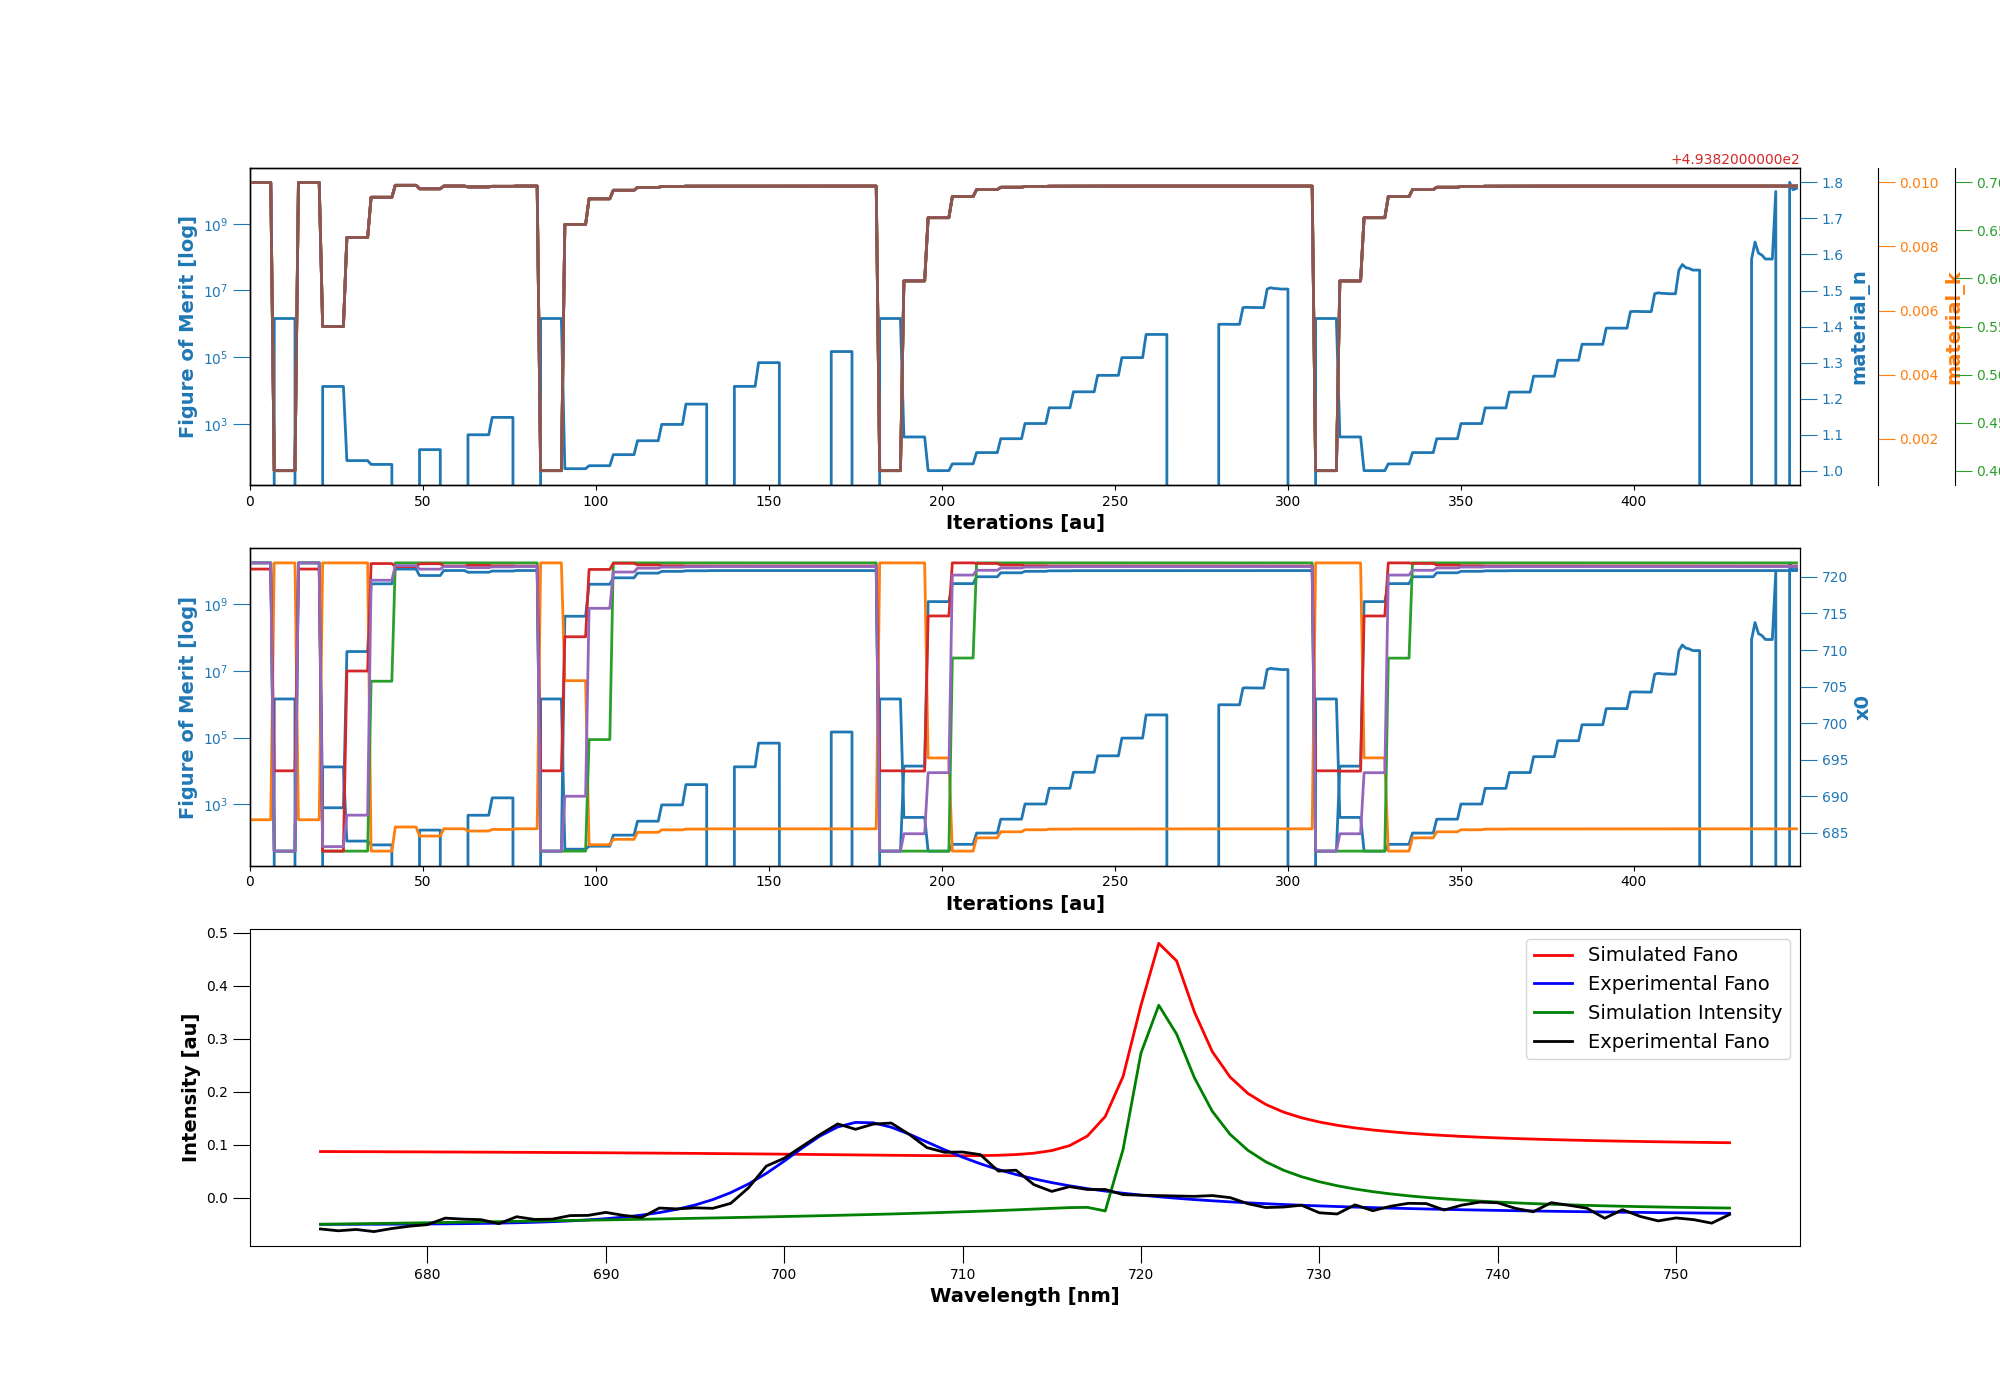 +4.9382000000e2
Figure of Merit [log]
10⁹
10⁷
10⁵
10³
1.8
1.7
1.6
1.5
1.4
1.3
1.2
1.1
1.0
material_n
0.010
0.008
0.006
0.004
0.002
material_k
0 50 100 150 200 250 300 350 400
Iterations [au]
Figure of Merit [log]
10⁹
10⁷
10⁵
10³
720
715
710
705
700
695
690
685
x0
0 50 100 150 200 250 300 350 400
Iterations [au]
Intensity [au]
0.5
0.4
0.3
0.2
0.1
0.0
Simulated Fano
Experimental Fano
Simulation Intensity
Experimental Fano
680 690 700 710 720 730 740 750
Wavelength [nm]